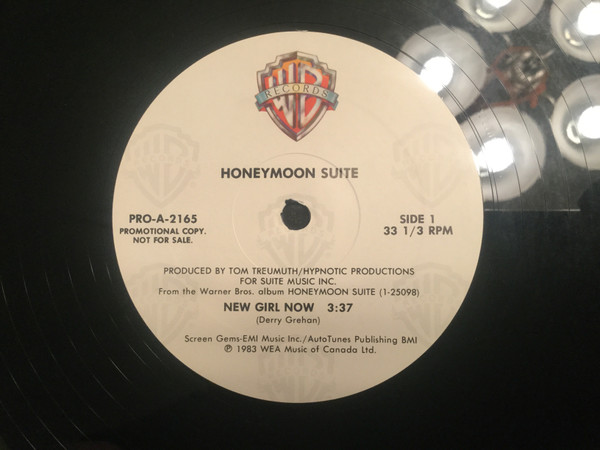 WB
RECORDS
HONEYMOON SUITE
PRO-A-2165
PROMOTIONAL COPY.
NOT FOR SALE.
SIDE 1
33 1/3 RPM
PRODUCED BY TOM TREUMUTH/HYPNOTIC PRODUCTIONS
FOR SUITE MUSIC INC.
From the Warner Bros. album HONEYMOON SUITE (1-25098)
NEW GIRL NOW 3:37
(Derry Grehan)
Screen Gems-EMI Music Inc./AutoTunes Publishing BMI
℗ 1983 WEA Music of Canada Ltd.